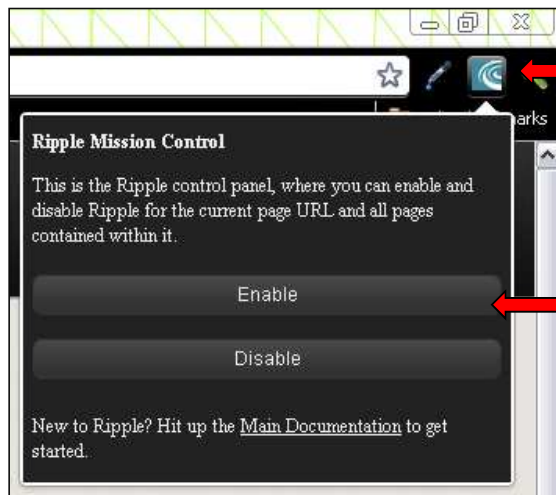 arks
Ripple Mission Control
This is the Ripple control panel, where you can enable and
disable Ripple for the current page URL and all pages
contained within it.
Enable
Disable
New to Ripple? Hit up the Main Documentation to get
started.